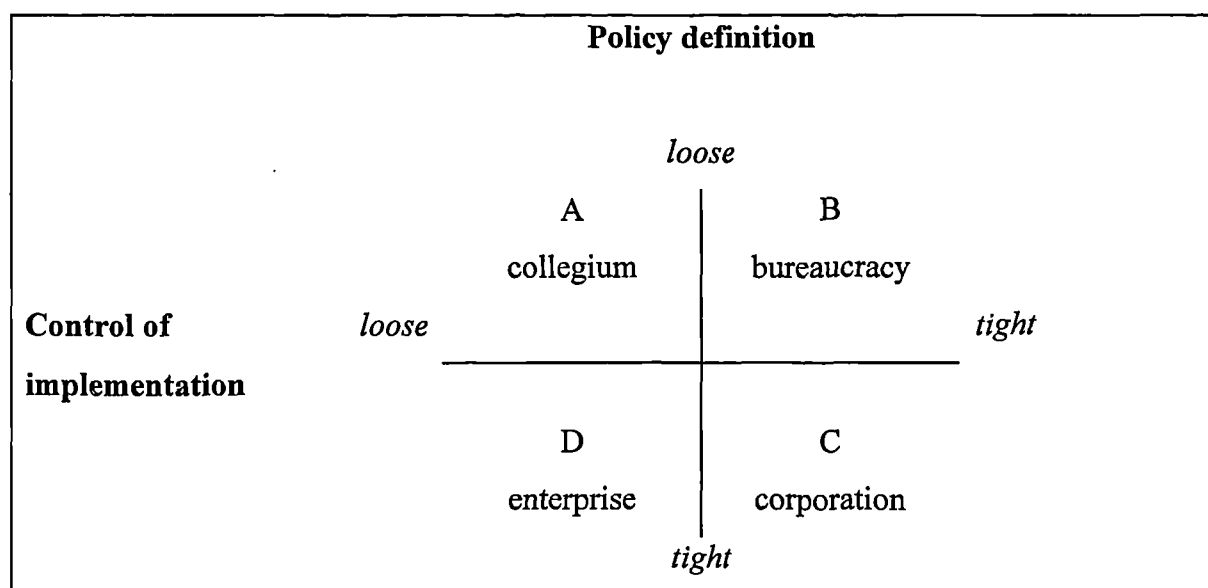 Policy definition
loose
A B
collegium bureaucracy
Control of loose tight
implementation
D C
enterprise corporation
tight